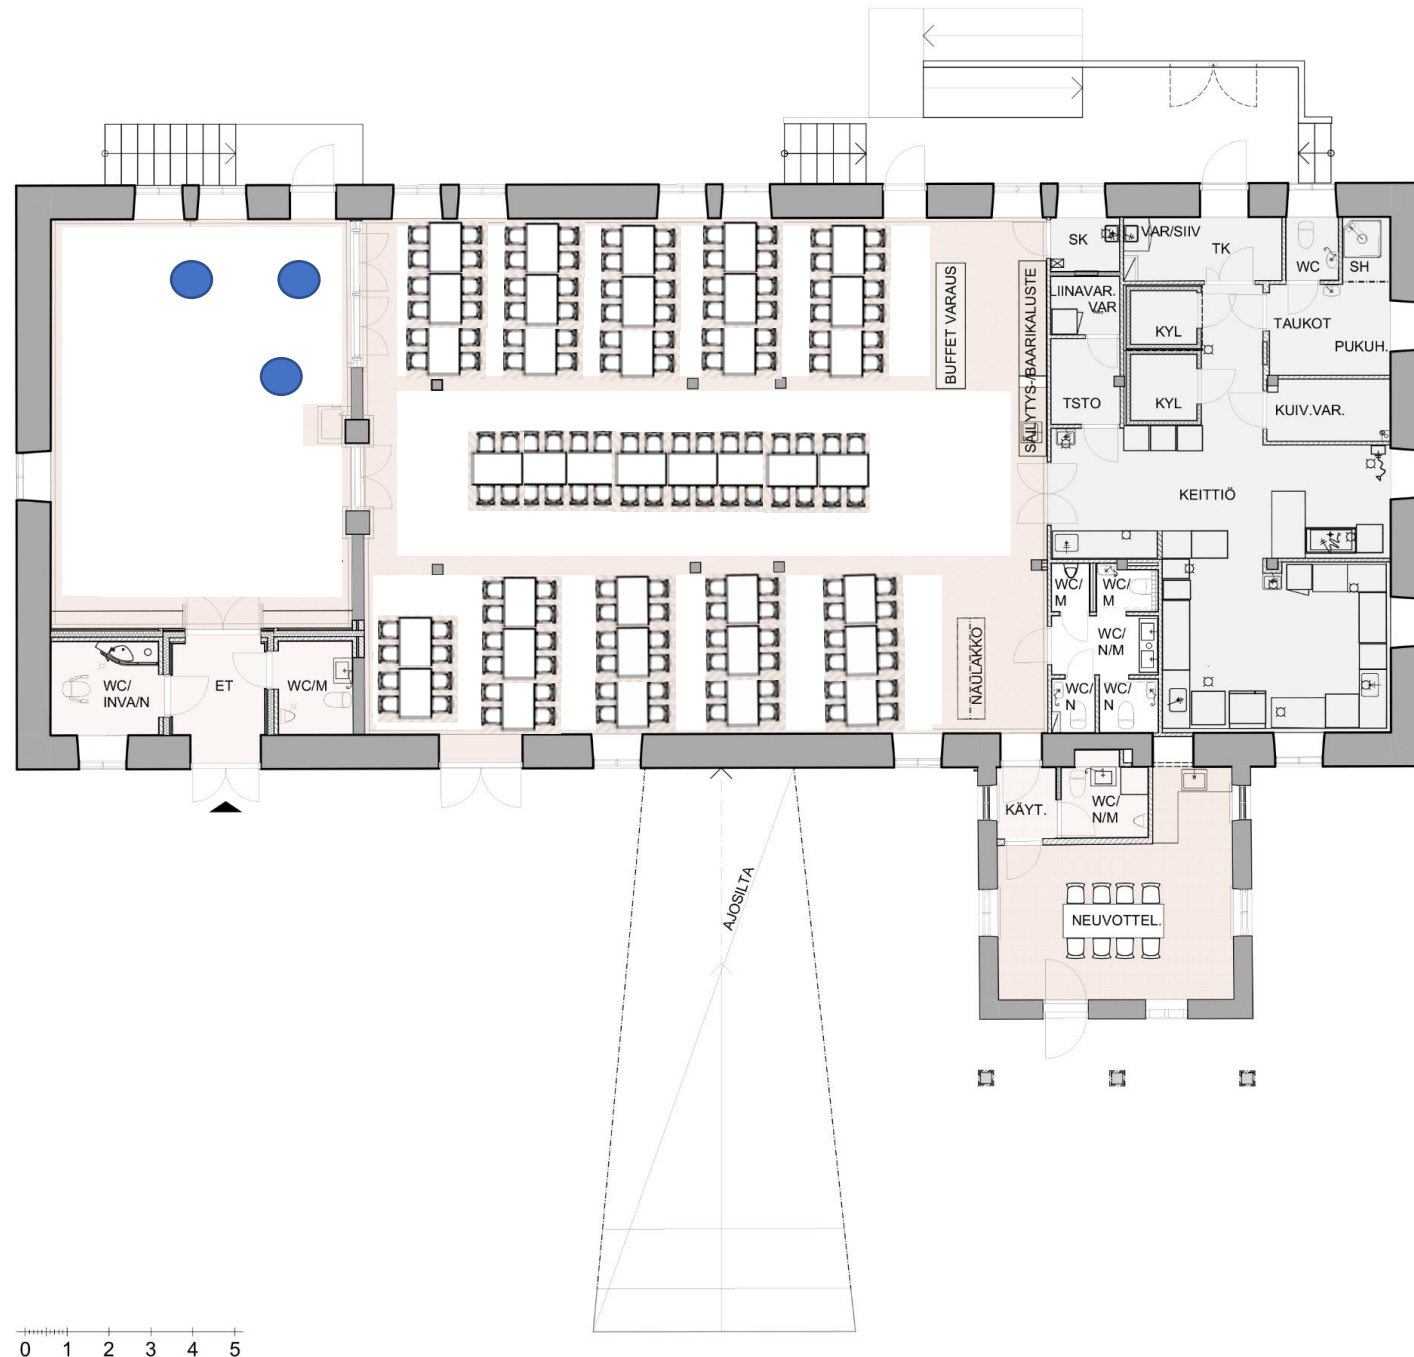 SK
VAR/SIIV
TK
WC
SH
LIINAVAR.
VAR
KYL
TAUKOT
PUKUH.
BUFFET VARAUS
SÄILYTYS-/BAARIKALUSTE
TSTO
KYL
KUIV.VAR.
KEITTIÖ
WC/
M
WC/
M
WC/
N/M
WC/
N
WC/
N
NAULAKKO
WC/
INVA/N
ET
WC/M
KÄYT.
WC/
N/M
NEUVOTTEL.
AJOSILTA
0 1 2 3 4 5